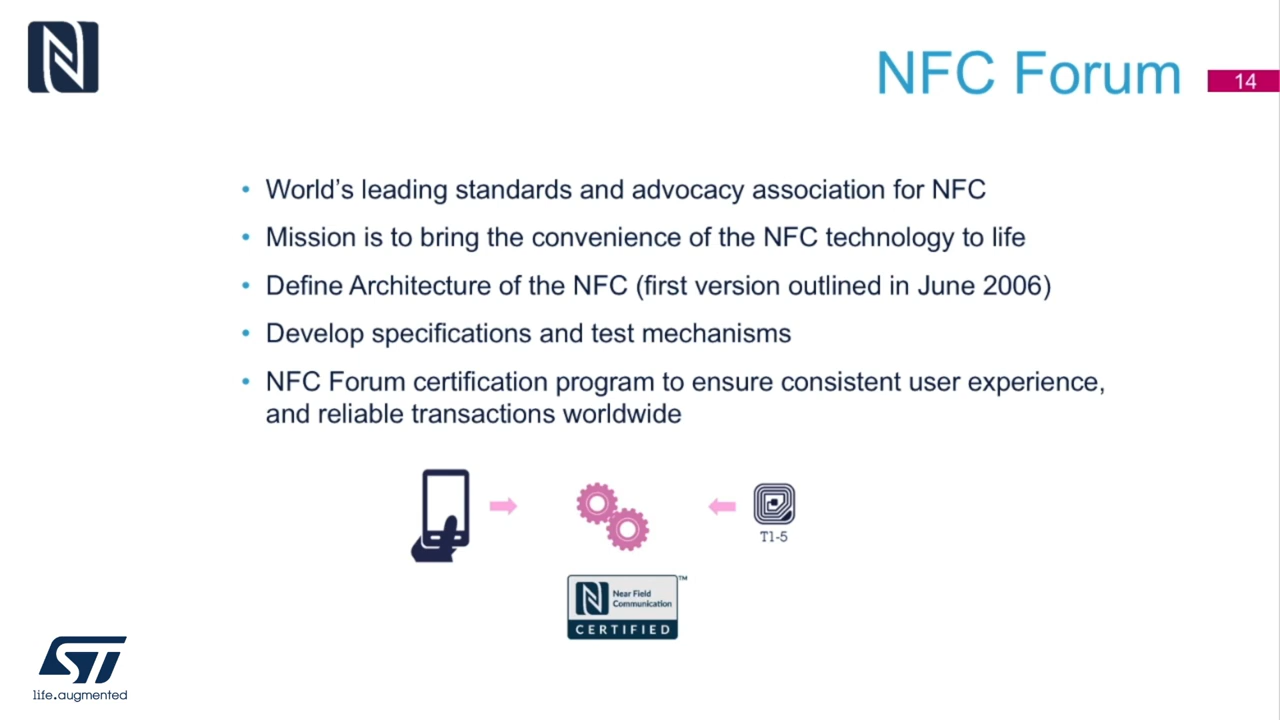 NFC Forum
14
• World's leading standards and advocacy association for NFC
• Mission is to bring the convenience of the NFC technology to life
• Define Architecture of the NFC (first version outlined in June 2006)
• Develop specifications and test mechanisms
• NFC Forum certification program to ensure consistent user experience,
and reliable transactions worldwide
T1-5
Near Field
Communication
™
CERTIFIED
ST
life.augmented